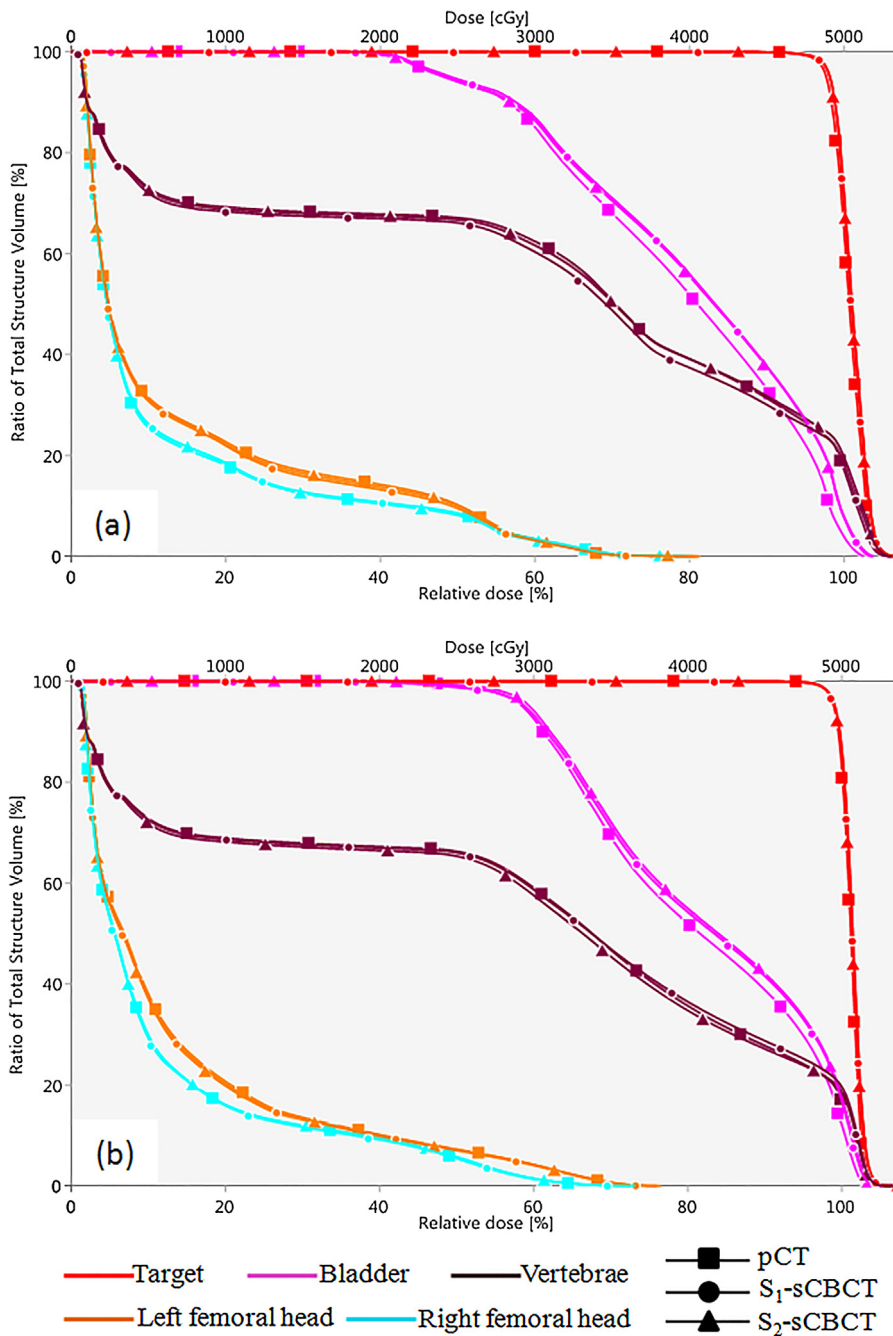 Dose [cGy]
0 1000 2000 3000 4000 5000
100
80
60
40
20
0
Ratio of Total Structure Volume [%]
(a)
0 20 40 60 80 100
Relative dose [%]
Dose [cGy]
0 1000 2000 3000 4000 5000
100
80
60
40
20
0
Ratio of Total Structure Volume [%]
(b)
0 20 40 60 80 100
Relative dose [%]
Target Bladder Vertebrae pCT
S₁-sCBCT
Left femoral head Right femoral head S₂-sCBCT